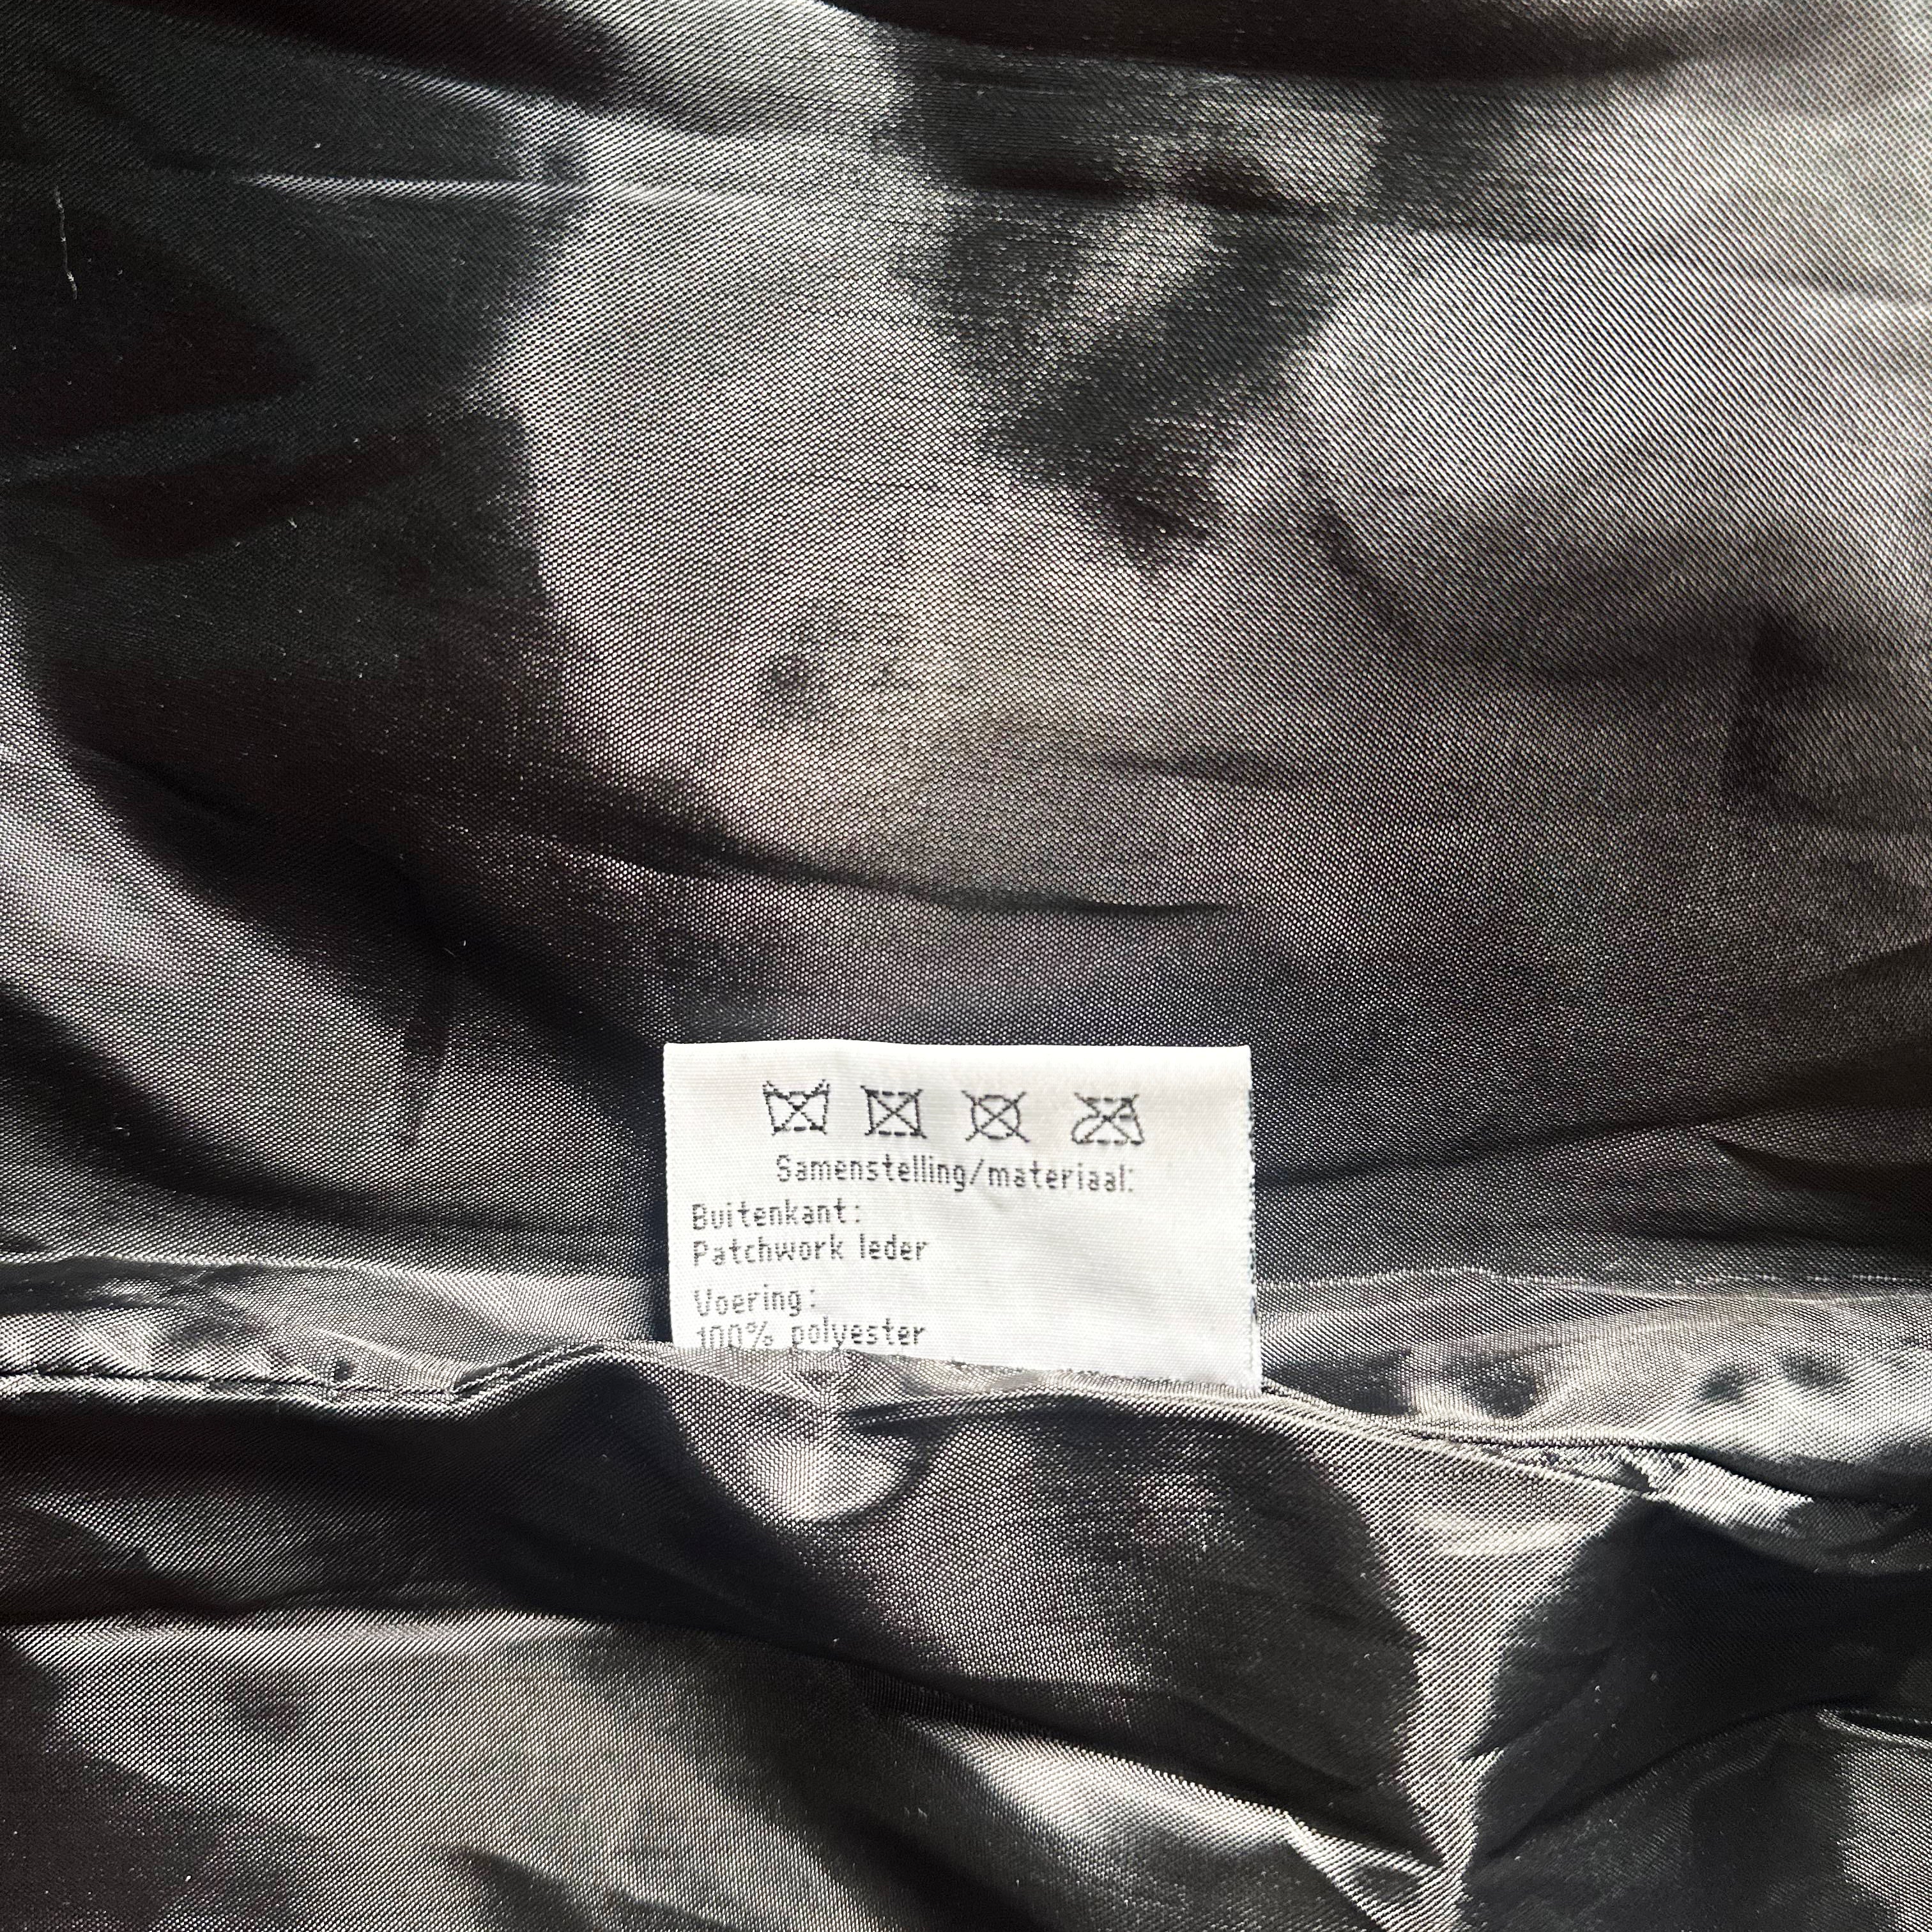 Samenstelling/materiaal:
Buitenkant:
Patchwork leder
Voering:
100% polyester